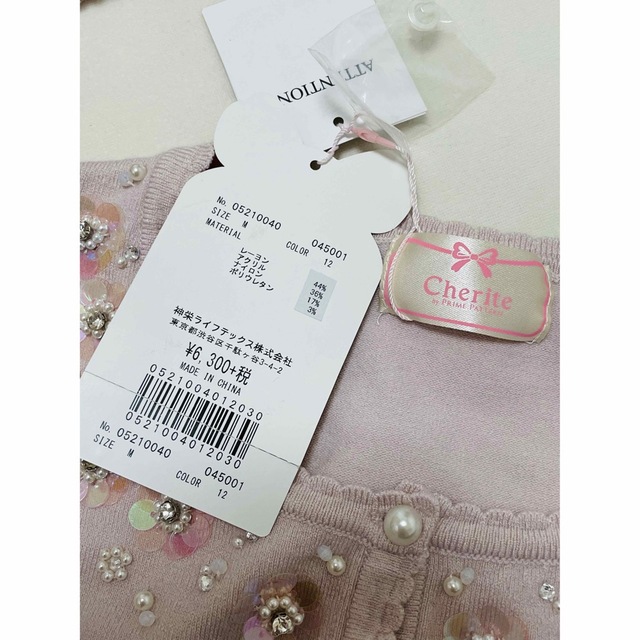 ATTENTION
No. 05210040 045001
SIZE M COLOR 12
MATERIAL
レーヨン 44%
アクリル 36%
ナイロン 17%
ポリウレタン 3%
神栄ライフテックス株式会社
東京都渋谷区千駄ヶ谷3-4-2
¥6,300+税
MADE IN CHINA
0521004012030
0521004012030
No. 05210040 045001
SIZE M COLOR 12
Cherite
by PRIME PATTERN